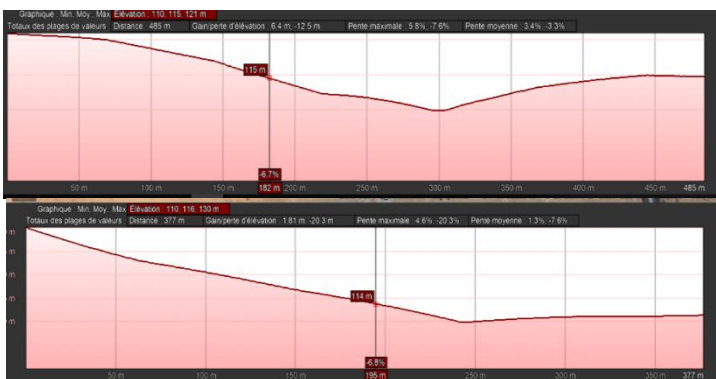 Graphique : Min. Moy.. Max. Élévation : 110, 115, 121 m
Totaux des plages de valeurs : Distance : 485 m Gain/perte d'élévation : 6.4 m, -12.5 m Pente maximale : 5.8%, -7.6% Pente moyenne : 3.4% -3.3%
115 m
-6.7%
50 m 100 m 150 m 182 m 200 m 250 m 300 m 350 m 400 m 450 m 485 m
Graphique : Min. Moy.. Max. Élévation : 110, 116, 130 m
Totaux des plages de valeurs : Distance : 377 m Gain/perte d'élévation : 1.81 m, -20.3 m Pente maximale : 4.6%, -20.3% Pente moyenne : 1.3%, -7.6%
m
m
m
114 m
m
m
-6.8%
50 m 100 m 150 m 195 m 250 m 300 m 350 m 377 m